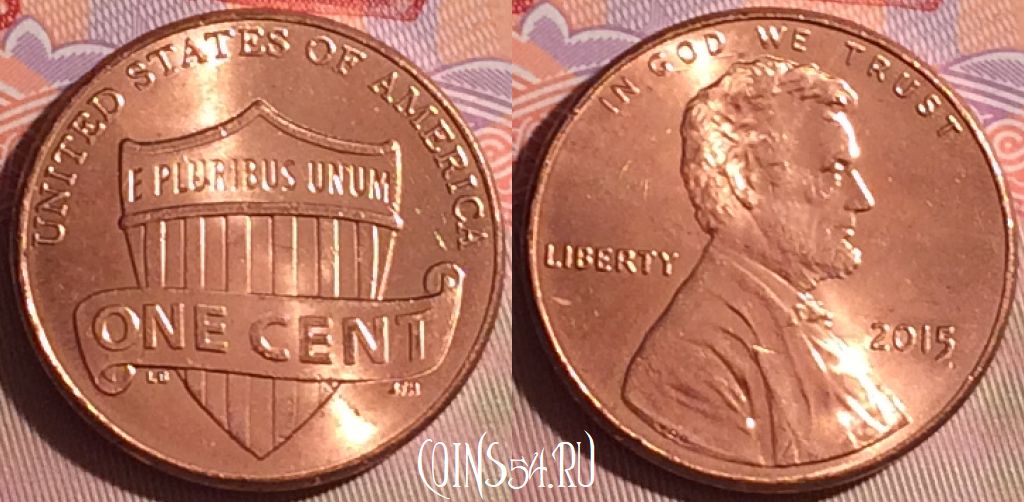 UNITED STATES OF AMERICA
E PLURIBUS UNUM
ONE CENT
IN GOD WE TRUST
LIBERTY
2015
COINS54.RU